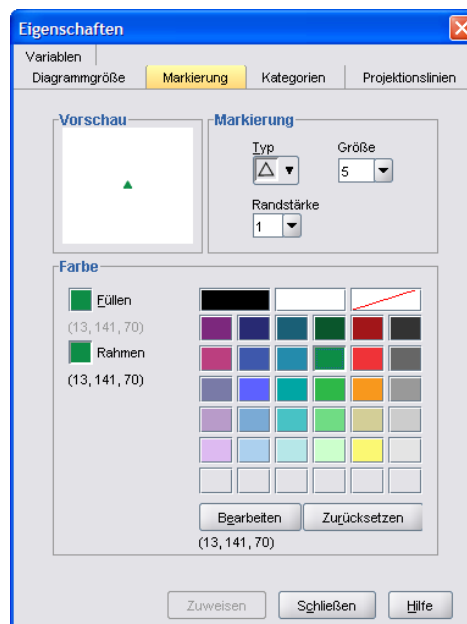 Eigenschaften
Variablen
Diagrammgröße Markierung Kategorien Projektionslinien
Vorschau
Markierung
Typ Größe
5
Randstärke
1
Farbe
Füllen
(13, 141, 70)
Rahmen
(13, 141, 70)
Bearbeiten Zurücksetzen
(13, 141, 70)
Zuweisen Schließen Hilfe